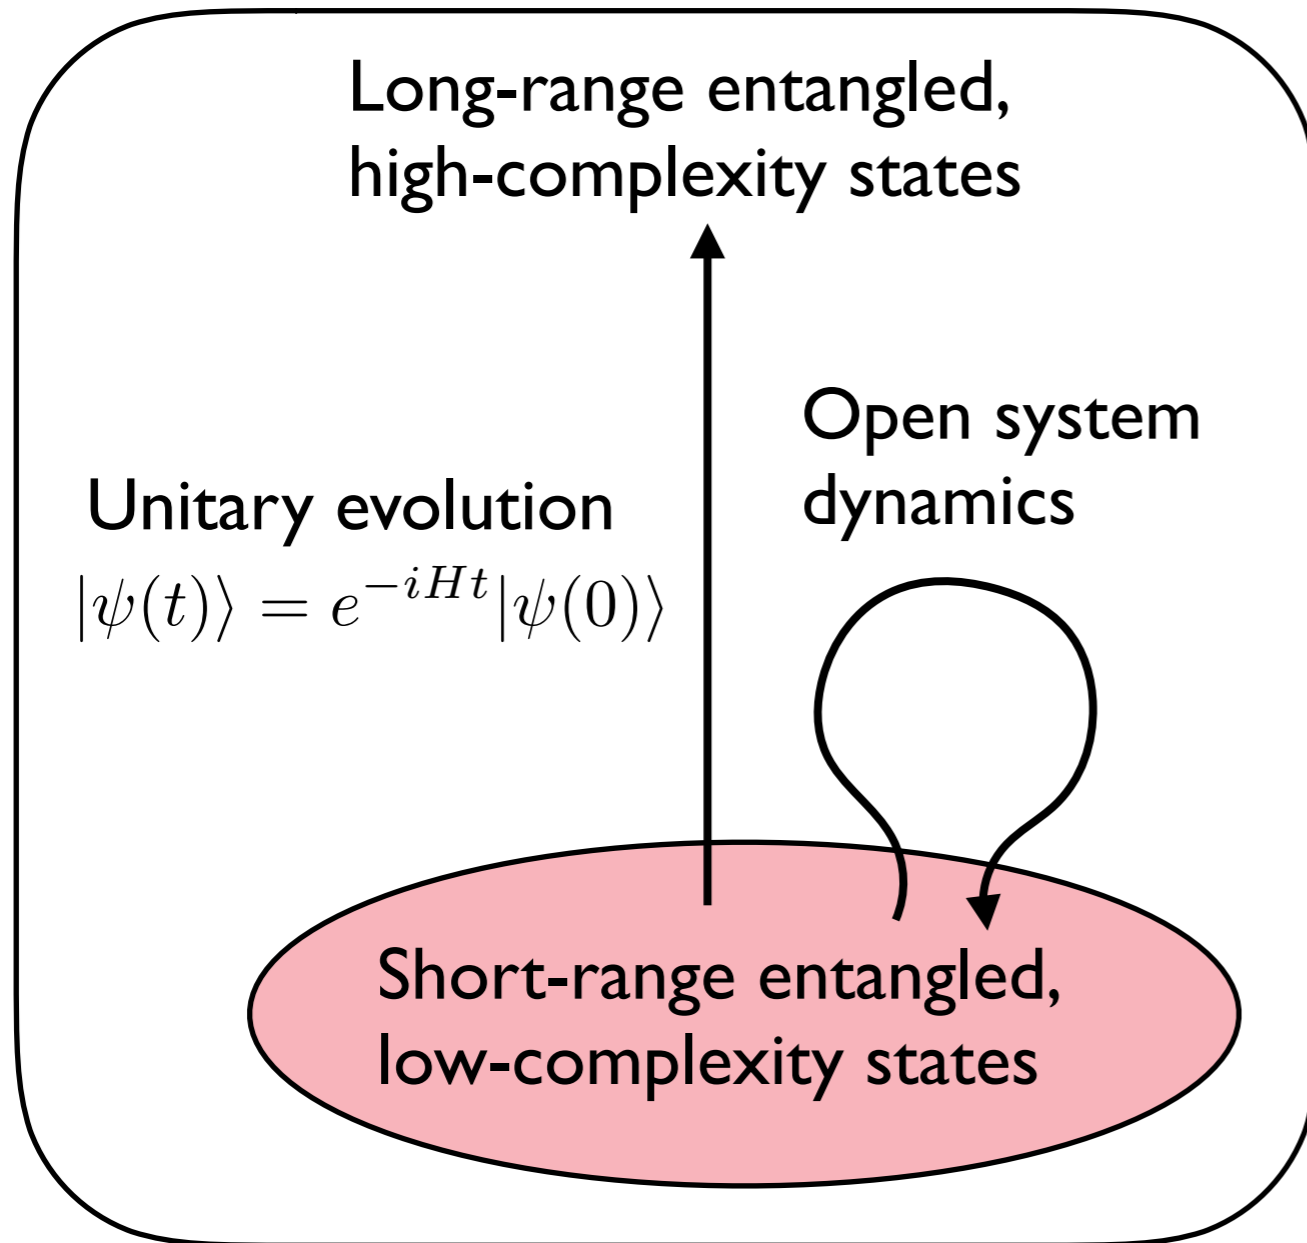 Long-range entangled,
high-complexity states
Open system
dynamics
Unitary evolution
|ψ(t)⟩ = e^{-iHt}|ψ(0)⟩
Short-range entangled,
low-complexity states